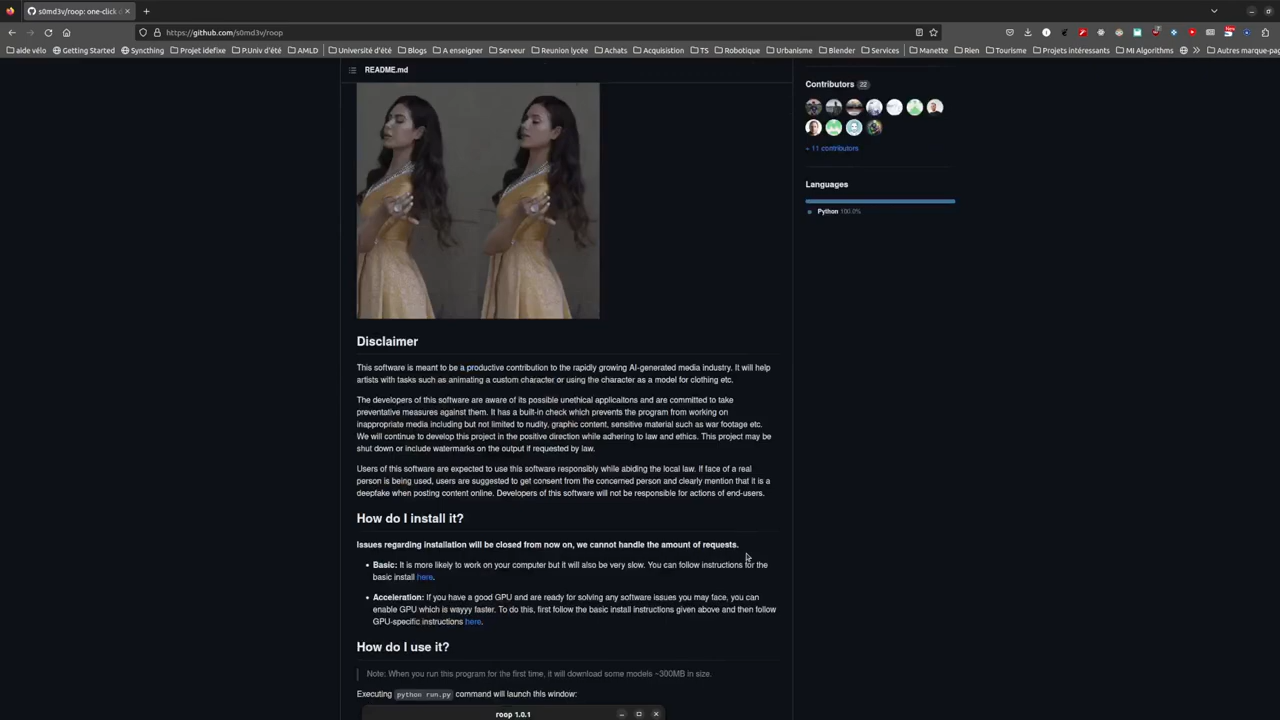 s0md3v/roop: one-click d
https://github.com/s0md3v/roop
aide vélo
Getting Started
Syncthing
Projet idefixe
P.Univ d'été
AMLD
Université d'été
Blogs
A enseigner
Serveur
Reunion lycée
Achats
Acquisition
TS
Robotique
Urbanisme
Blender
Services
Manette
Rien
Tourisme
Projets intéressants
MI Algorithms
Autres marque-pag
README.md
Disclaimer
This software is meant to be a productive contribution to the rapidly growing AI-generated media industry. It will help
artists with tasks such as animating a custom character or using the character as a model for clothing etc.
The developers of this software are aware of its possible unethical applicaitons and are committed to take
preventative measures against them. It has a built-in check which prevents the program from working on
inappropriate media including but not limited to nudity, graphic content, sensitive material such as war footage etc.
We will continue to develop this project in the positive direction while adhering to law and ethics. This project may be
shut down or include watermarks on the output if requested by law.
Users of this software are expected to use this software responsibly while abiding the local law. If face of a real
person is being used, users are suggested to get consent from the concerned person and clearly mention that it is a
deepfake when posting content online. Developers of this software will not be responsible for actions of end-users.
How do I install it?
Issues regarding installation will be closed from now on, we cannot handle the amount of requests.
Basic: It is more likely to work on your computer but it will also be very slow. You can follow instructions for the
basic install here.
Acceleration: If you have a good GPU and are ready for solving any software issues you may face, you can
enable GPU which is wayyy faster. To do this, first follow the basic install instructions given above and then follow
GPU-specific instructions here.
How do I use it?
Note: When you run this program for the first time, it will download some models ~300MB in size.
Executing python run.py command will launch this window:
roop 1.0.1
Contributors 22
+ 11 contributors
Languages
Python 100.0%